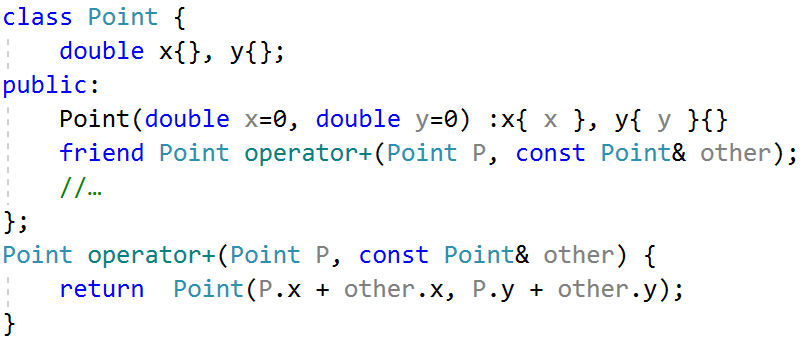 class Point {
    double x{}, y{};
public:
    Point(double x=0, double y=0) :x{ x }, y{ y }{}
    friend Point operator+(Point P, const Point& other);
    //…
};
Point operator+(Point P, const Point& other) {
    return  Point(P.x + other.x, P.y + other.y);
}